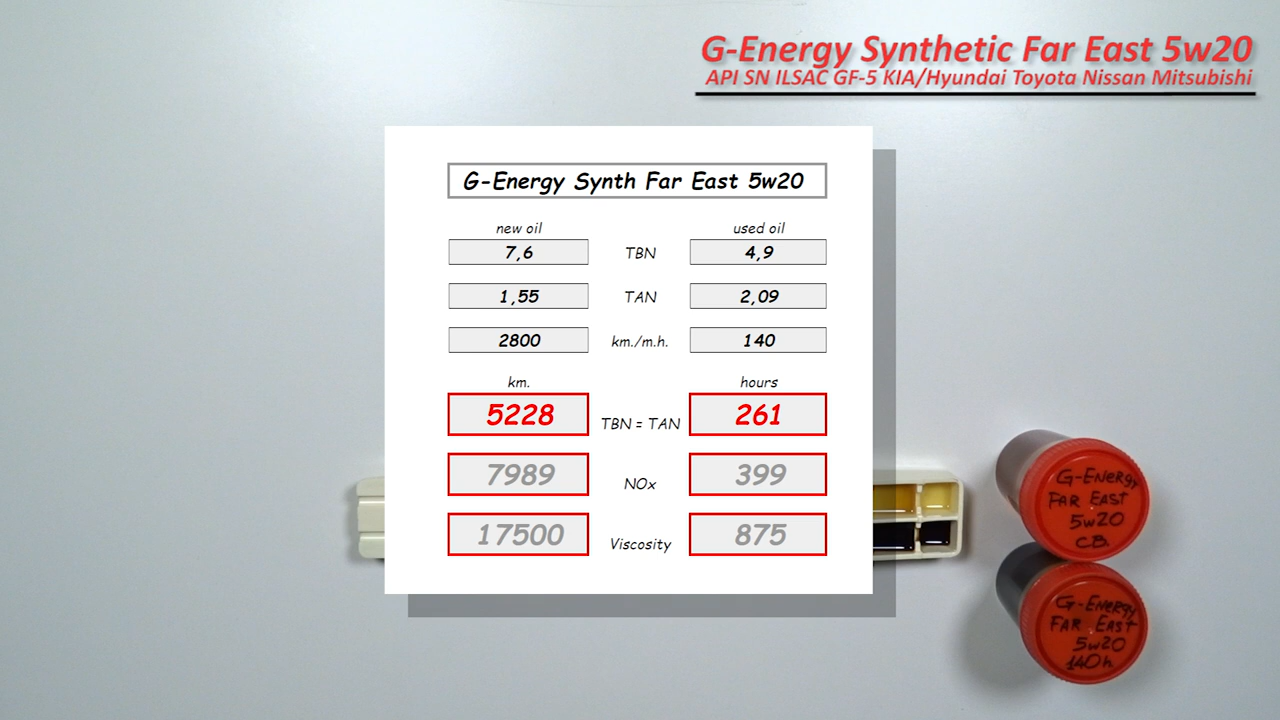 G-Energy Synthetic Far East 5w20
API SN ILSAC GF-5 KIA/Hyundai Toyota Nissan Mitsubishi
G-Energy Synth Far East 5w20
new oil used oil
7,6 TBN 4,9
1,55 TAN 2,09
2800 km./m.h. 140
km. hours
5228 TBN = TAN 261
7989 NOx 399
17500 Viscosity 875
G-ENERGY
FAR EAST
5w20
C.B.
G-ENERGY
FAR EAST
5w20
140h.